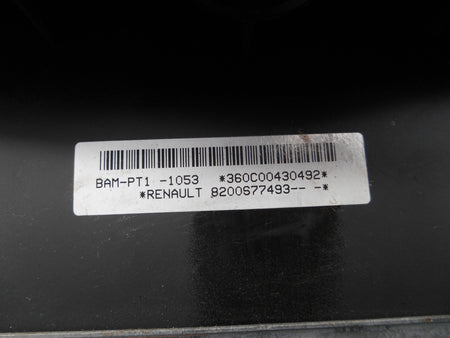 BAM-PT1 -1053 *360C00430492*
*RENAULT 8200677493-- -*